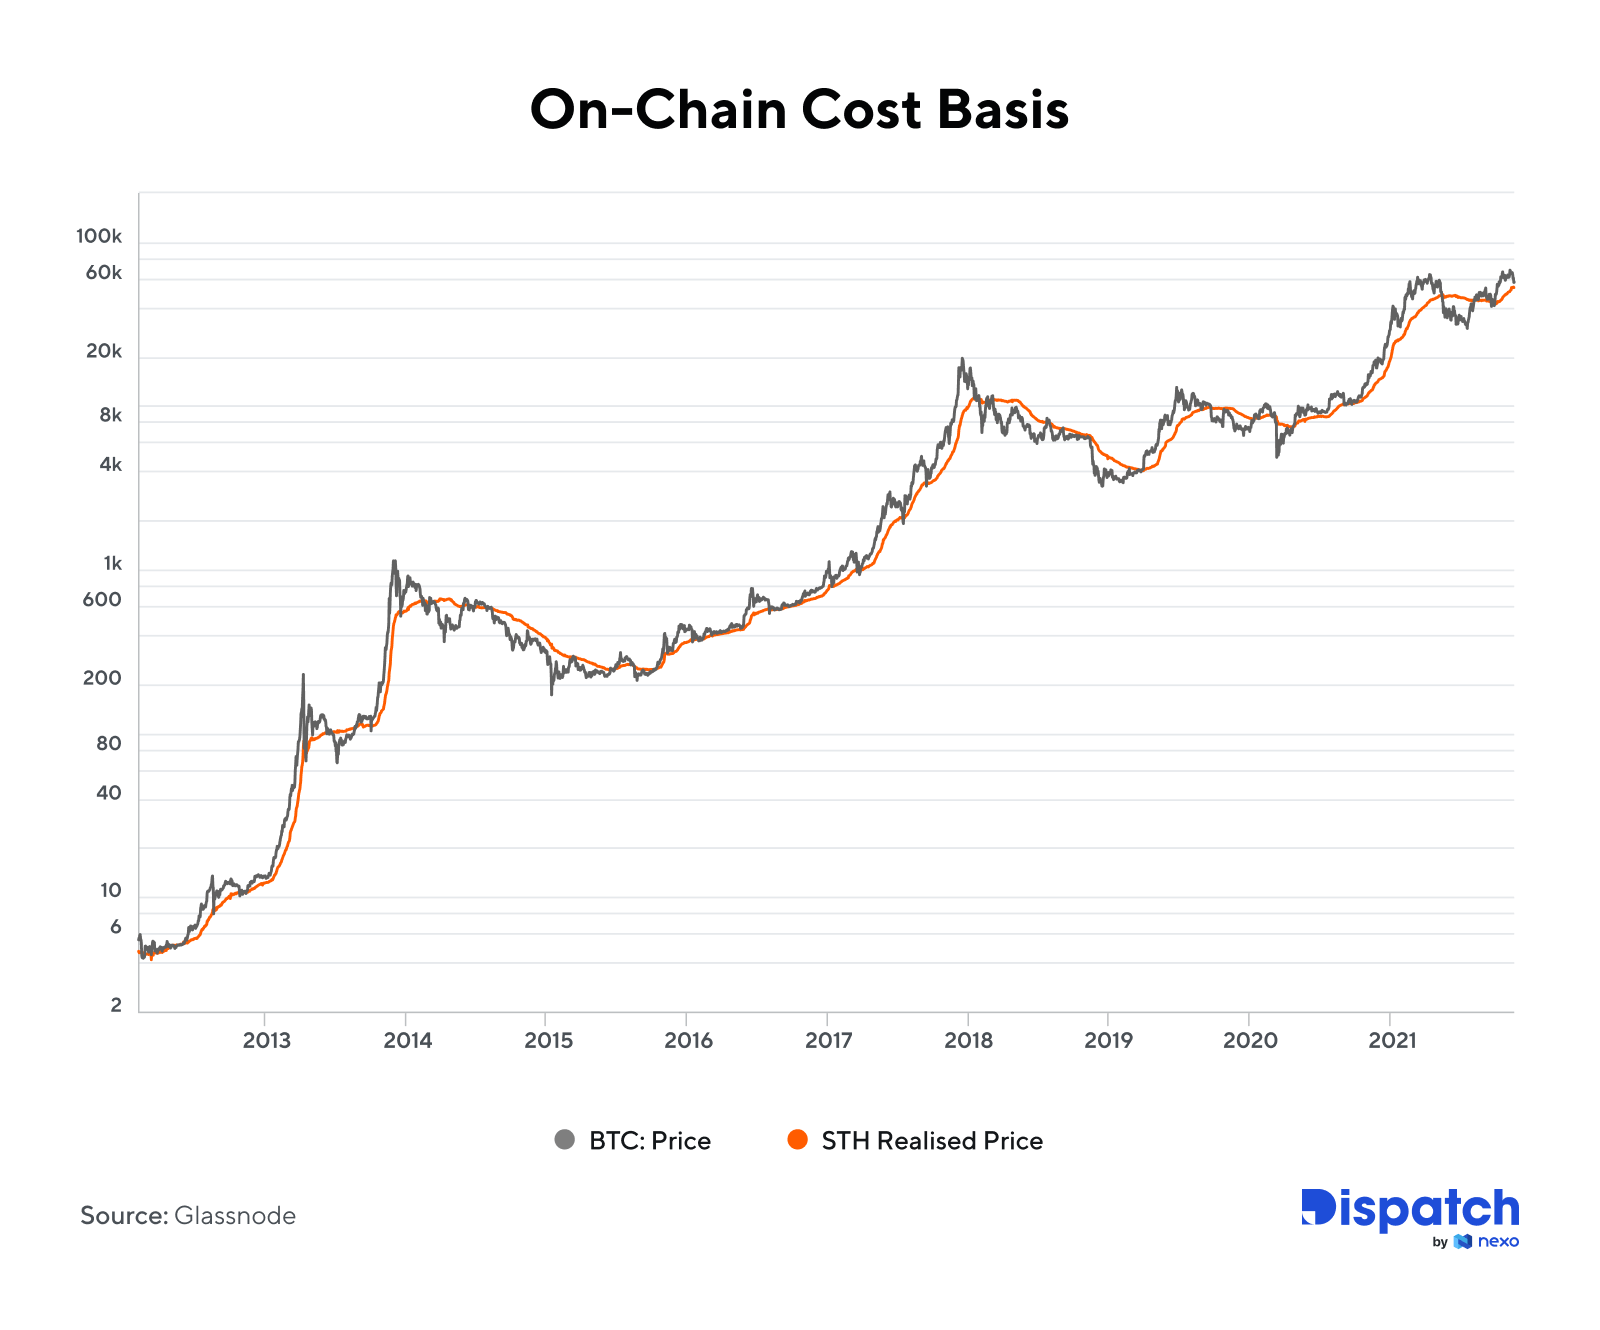 On-Chain Cost Basis
100k
60k
20k
8k
4k
1k
600
200
80
40
10
6
2
2013 2014 2015 2016 2017 2018 2019 2020 2021
BTC: Price STH Realised Price
Source: Glassnode
Dispatch
by nexo